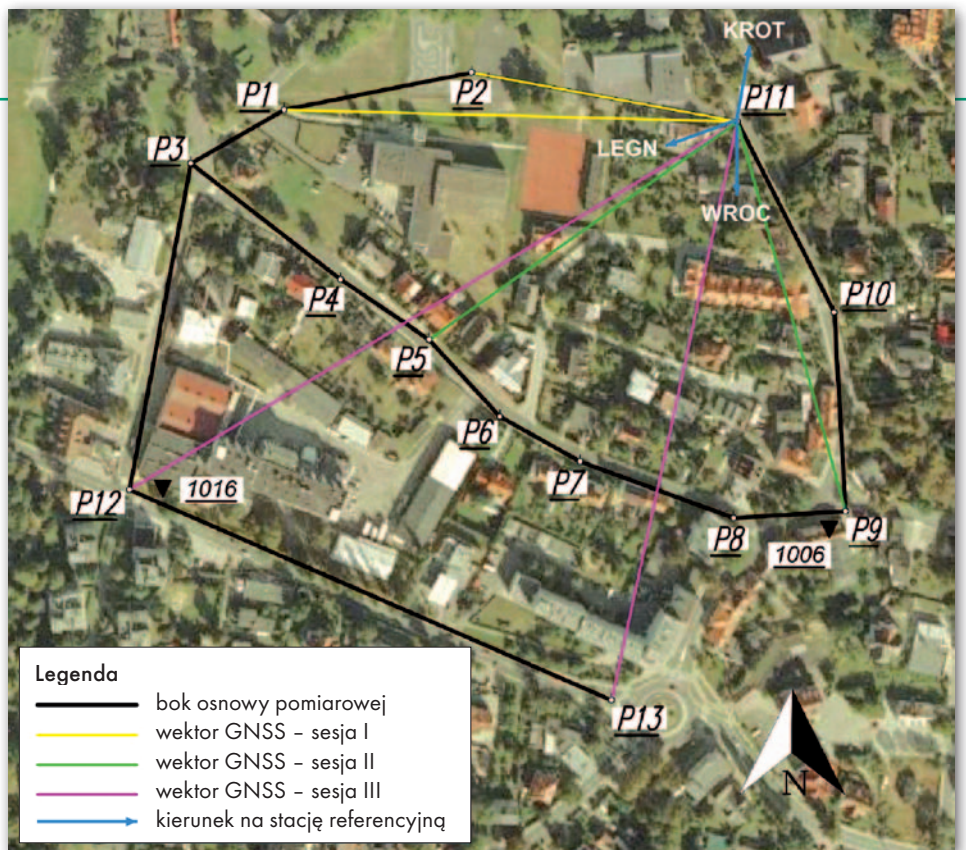 KROT
P1
P2
P11
P3
LEGN
WROC
P4
P10
P5
P6
P7
P12
1016
P8
P9
1006
Legenda
bok osnowy pomiarowej
wektor GNSS – sesja I
wektor GNSS – sesja II
wektor GNSS – sesja III
kierunek na stację referencyjną
P13
N